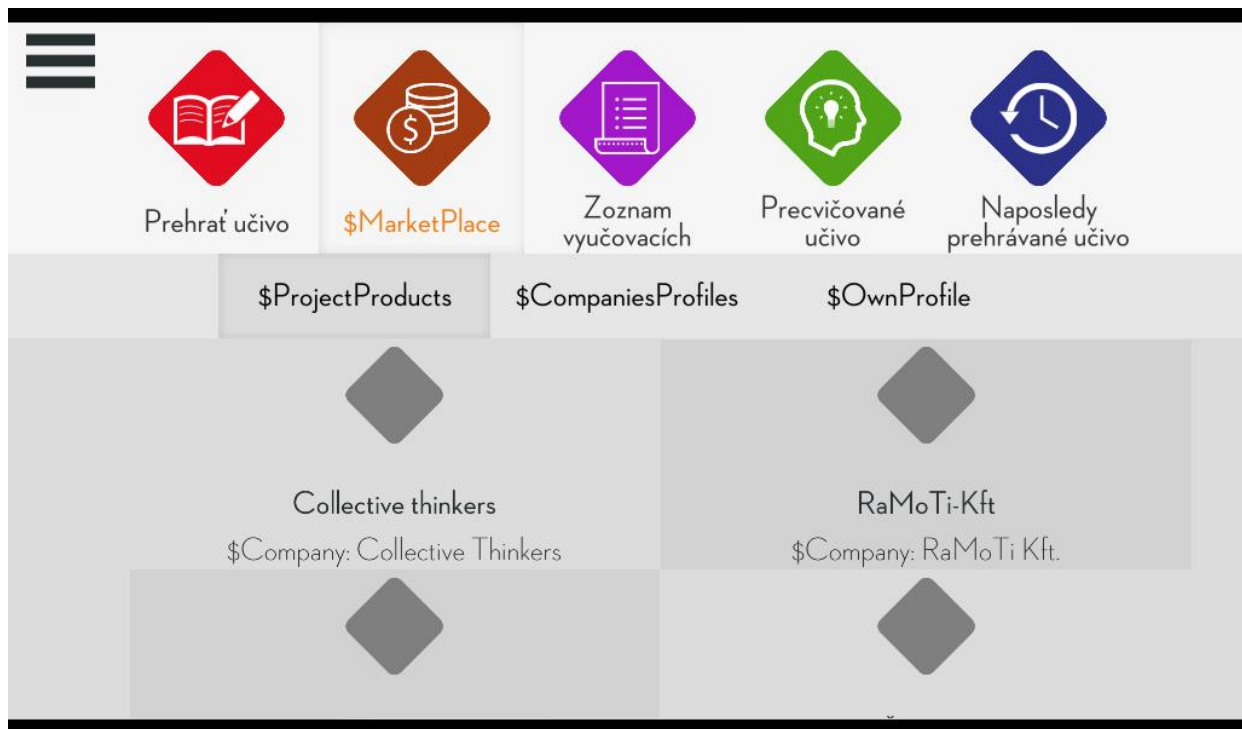 Prehrať učivo
$MarketPlace
Zoznam
vyučovacích
Precvičované
učivo
Naposledy
prehrávané učivo
$ProjectProducts
$CompaniesProfiles
$OwnProfile
Collective thinkers
$Company: Collective Thinkers
RaMoTi-Kft
$Company: RaMoTi Kft.